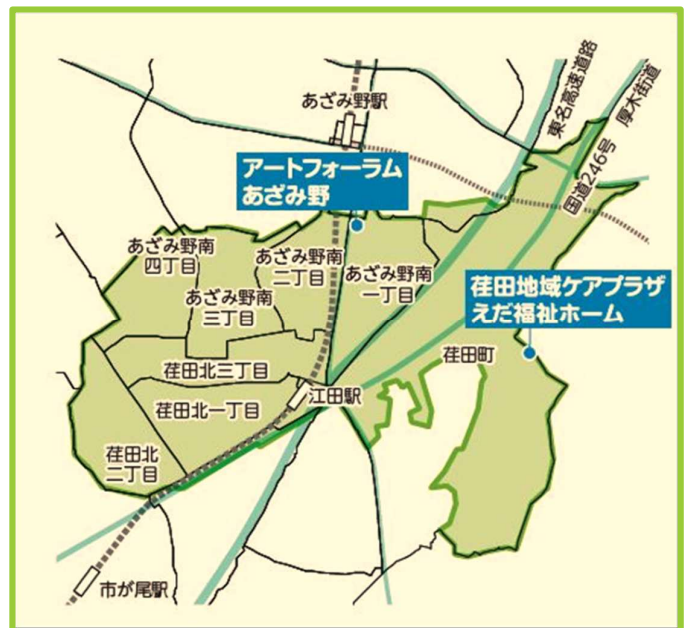 東名高速道路
厚木街道
国道246号
あざみ野駅
アートフォーラム
あざみ野
あざみ野南
四丁目
あざみ野南
三丁目
あざみ野南
二丁目
あざみ野南
一丁目
荏田地域ケアプラザ
えだ福祉ホーム
荏田町
荏田北三丁目
江田駅
荏田北一丁目
荏田北
二丁目
市が尾駅